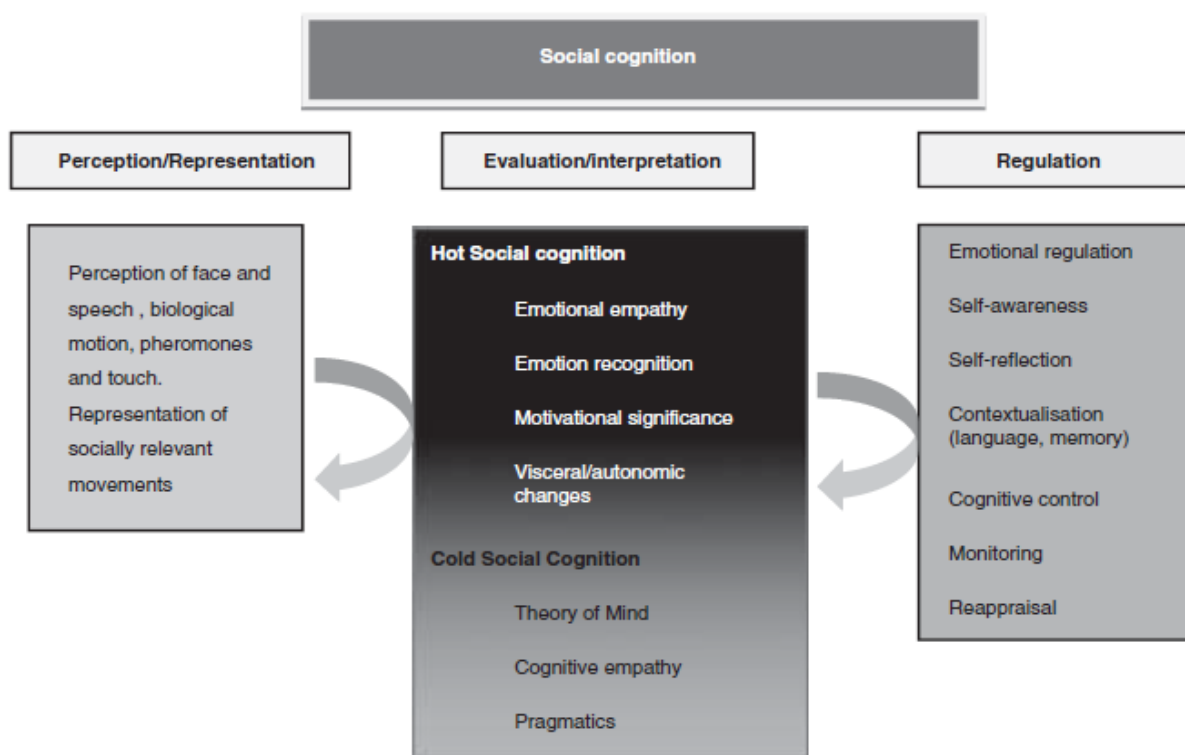 Social cognition
Perception/Representation
Evaluation/interpretation
Regulation
Perception of face and
speech , biological
motion, pheromones
and touch.
Representation of
socially relevant
movements
Hot Social cognition
Emotional empathy
Emotion recognition
Motivational significance
Visceral/autonomic
changes
Cold Social Cognition
Theory of Mind
Cognitive empathy
Pragmatics
Emotional regulation
Self-awareness
Self-reflection
Contextualisation
(language, memory)
Cognitive control
Monitoring
Reappraisal